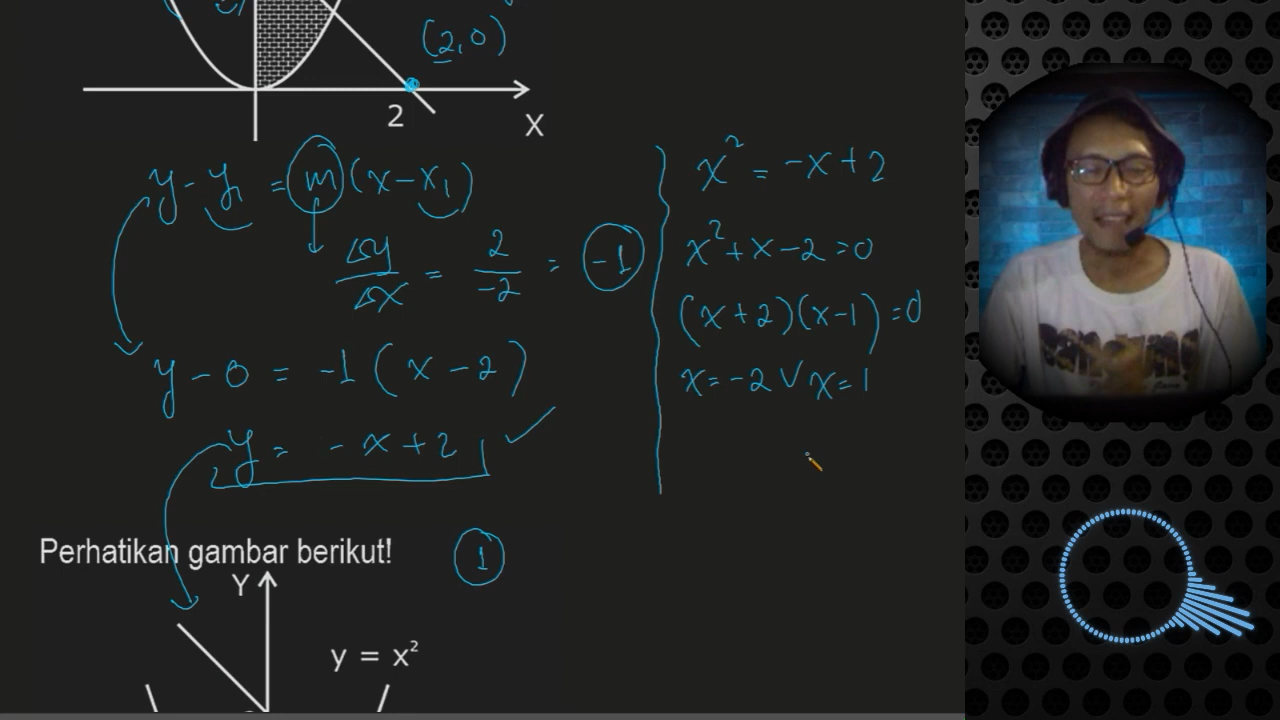 (2,0)
2
X
y - y₁ = m (x - x₁)
Δy/Δx = 2/-2 = -1
y - 0 = -1 (x - 2)
y = -x + 2
x² = -x + 2
x² + x - 2 = 0
(x + 2)(x - 1) = 0
x = -2 V x = 1
Perhatikan gambar berikut!
1
Y
y = x²